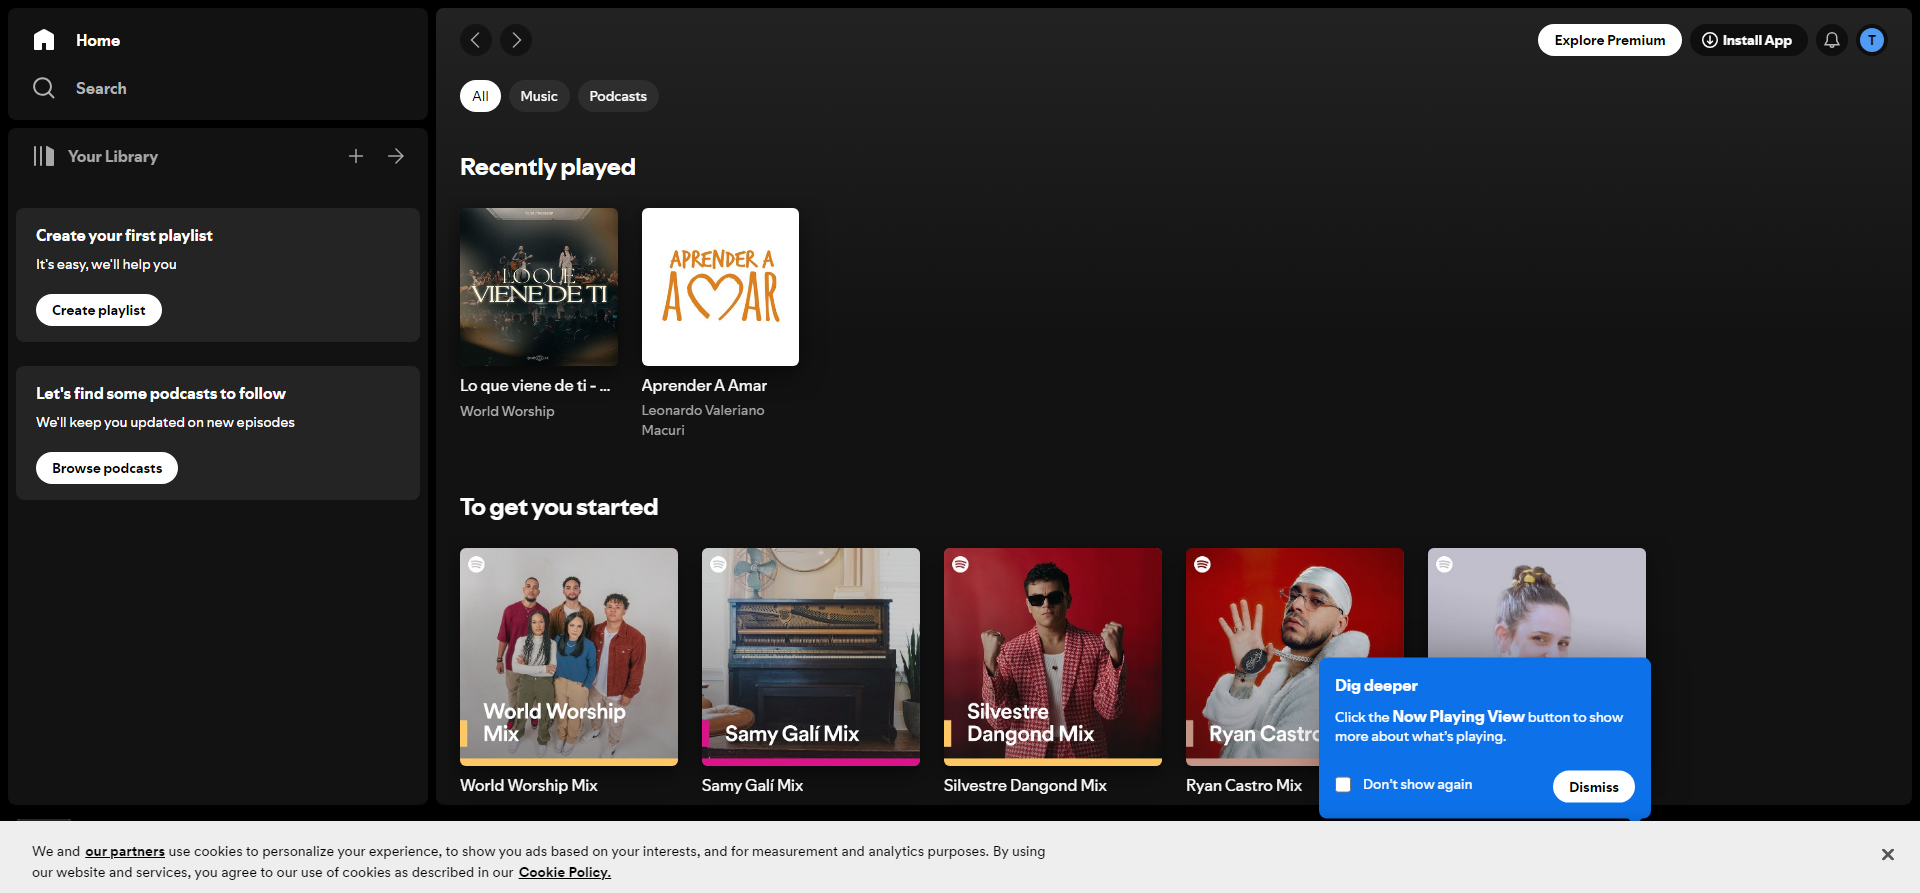 Home
Search
Your Library
Create your first playlist
It's easy, we'll help you
Create playlist
Let's find some podcasts to follow
We'll keep you updated on new episodes
Browse podcasts
Explore Premium
Install App
T
All
Music
Podcasts
Recently played
LO QUE
VIENE DE TI
Lo que viene de ti - ...
World Worship
APRENDER A
AMAR
Aprender A Amar
Leonardo Valeriano
Macuri
To get you started
World Worship
Mix
World Worship Mix
Samy Galí Mix
Samy Galí Mix
Silvestre
Dangond Mix
Silvestre Dangond Mix
Ryan Castro
Ryan Castro Mix
Dig deeper
Click the Now Playing View button to show
more about what's playing.
Don't show again
Dismiss
We and our partners use cookies to personalize your experience, to show you ads based on your interests, and for measurement and analytics purposes. By using
our website and services, you agree to our use of cookies as described in our Cookie Policy.